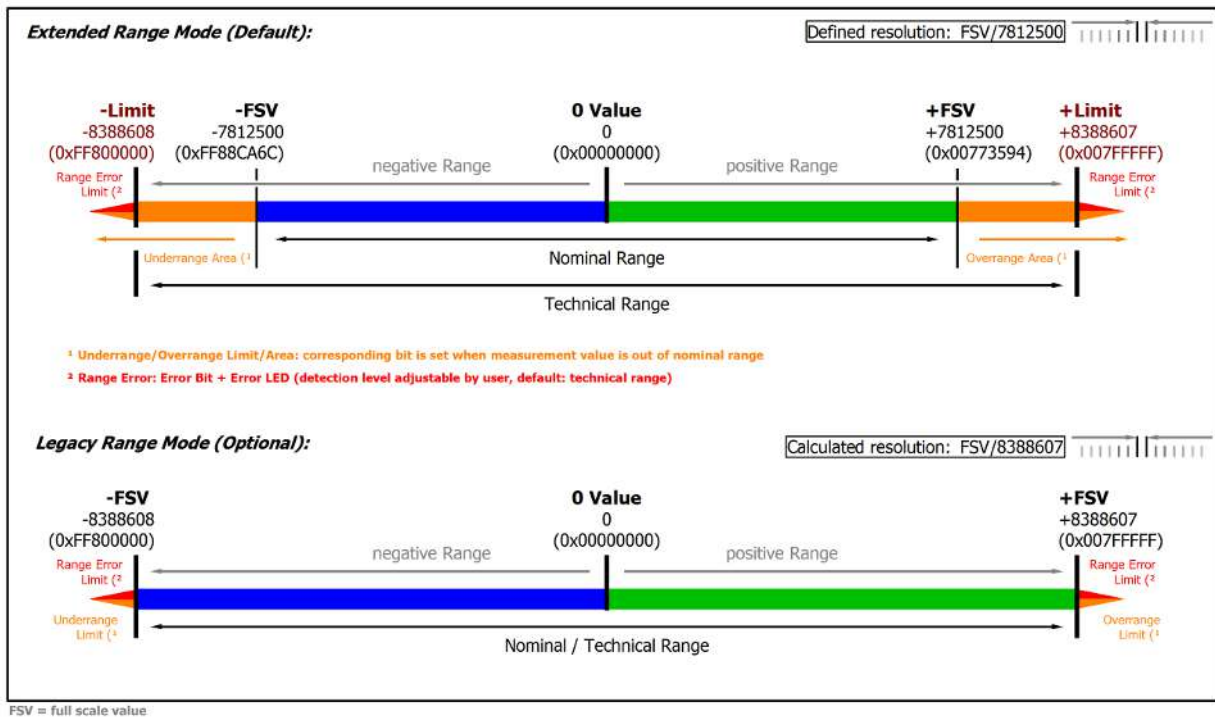 Extended Range Mode (Default):
Defined resolution: FSV/7812500
-Limit
-8388608
(0xFF800000)
-FSV
-7812500
(0xFF88CA6C)
0 Value
0
(0x00000000)
+FSV
+7812500
(0x00773594)
+Limit
+8388607
(0x007FFFFF)
negative Range
positive Range
Range Error
Limit (²
Range Error
Limit (²
Underrange Area (¹
Nominal Range
Overrange Area (¹
Technical Range
¹ Underrange/Overrange Limit/Area: corresponding bit is set when measurement value is out of nominal range
² Range Error: Error Bit + Error LED (detection level adjustable by user, default: technical range)
Legacy Range Mode (Optional):
Calculated resolution: FSV/8388607
-FSV
-8388608
(0xFF800000)
0 Value
0
(0x00000000)
+FSV
+8388607
(0x007FFFFF)
negative Range
positive Range
Range Error
Limit (²
Range Error
Limit (²
Underrange
Limit (¹
Overrange
Limit (¹
Nominal / Technical Range
FSV = full scale value